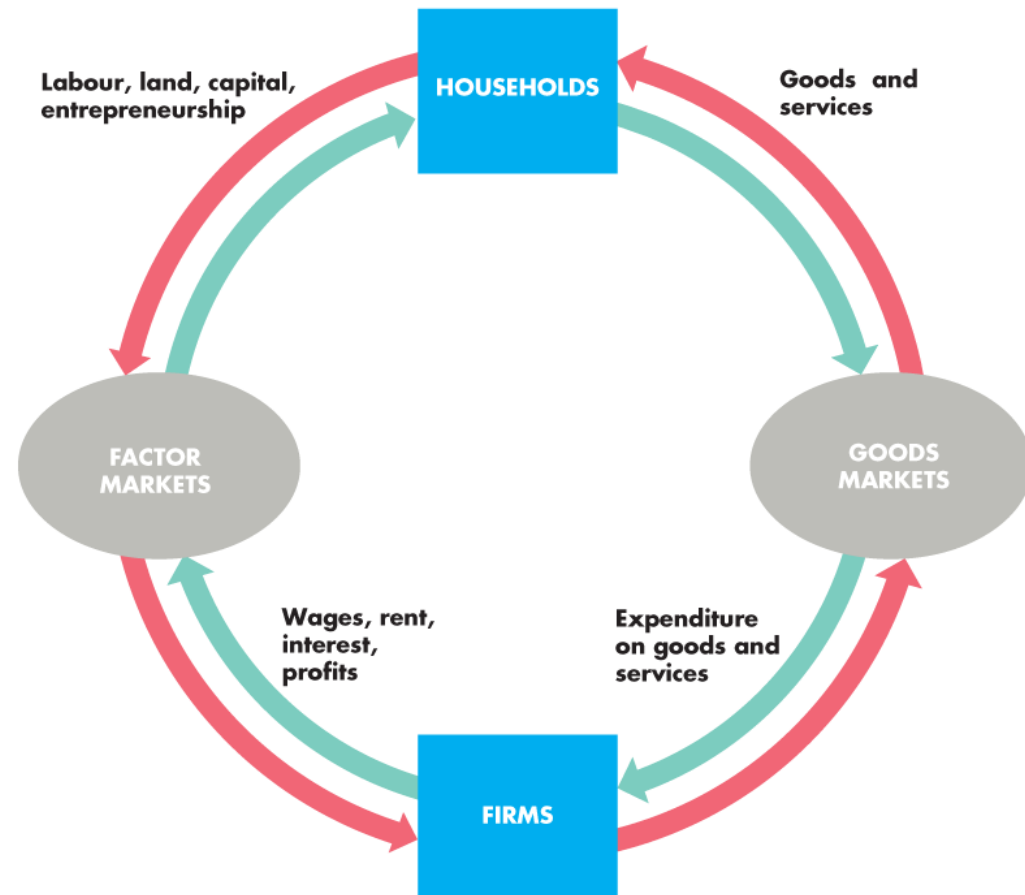 HOUSEHOLDS
Labour, land, capital,
entrepreneurship
Goods and
services
FACTOR
MARKETS
GOODS
MARKETS
Wages, rent,
interest,
profits
Expenditure
on goods and
services
FIRMS